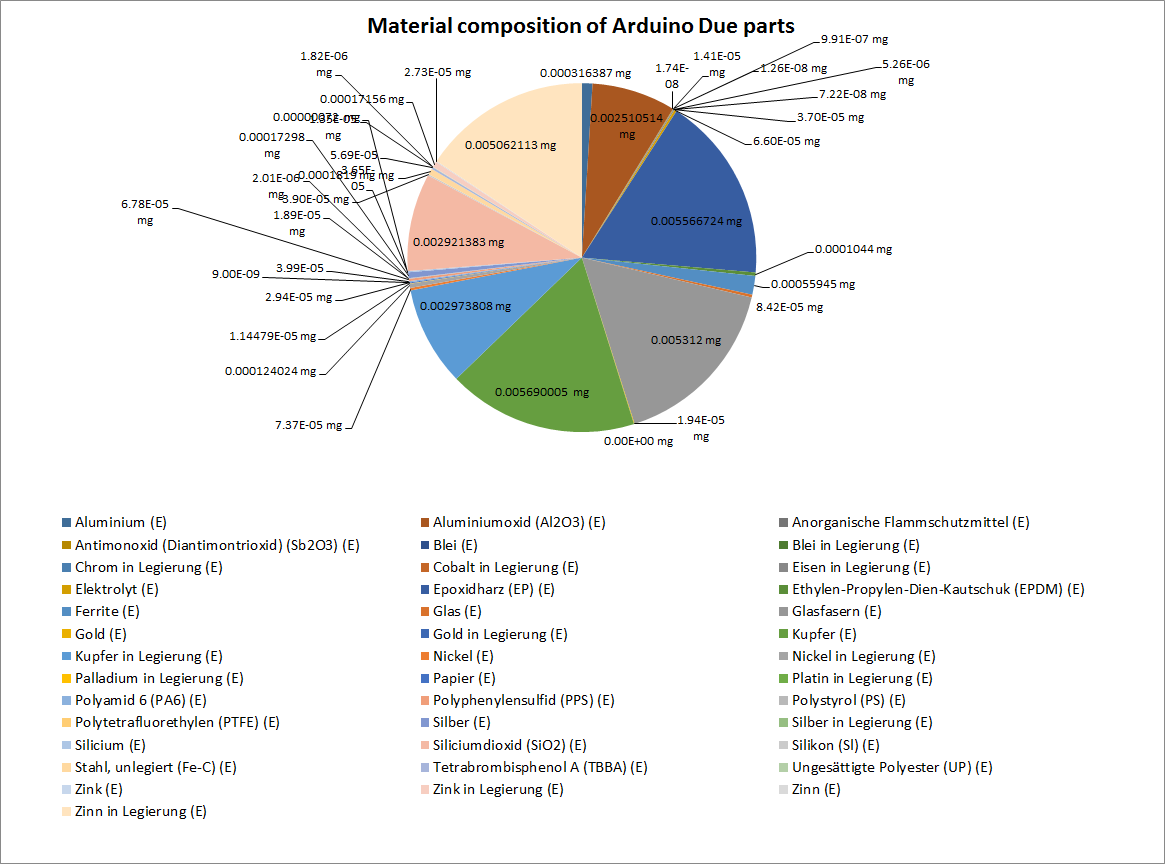 Material composition of Arduino Due parts
0.000316387 mg
0.002510514
mg
1.74E-
08
1.41E-05
mg
9.91E-07 mg
1.26E-08 mg
5.26E-06
mg
7.22E-08 mg
3.70E-05 mg
6.60E-05 mg
0.005566724 mg
0.0001044 mg
0.00055945 mg
8.42E-05 mg
0.005312 mg
1.94E-05
mg
0.00E+00 mg
0.005690005 mg
0.002973808 mg
7.37E-05 mg
0.000124024 mg
1.14479E-05 mg
2.94E-05 mg
9.00E-09
3.99E-05
6.78E-05
mg
1.89E-05
mg
2.01E-06
mg
0.00017298
mg
3.65E-
05
0.002921383 mg
3.90E-05 mg
0.0001819 mg
5.69E-05
mg
1.82E-06
mg
0.00017156 mg
2.73E-05 mg
0.005062113 mg
Aluminium (E)
Aluminiumoxid (Al2O3) (E)
Anorganische Flammschutzmittel (E)
Antimonoxid (Diantimontrioxid) (Sb2O3) (E)
Blei (E)
Blei in Legierung (E)
Chrom in Legierung (E)
Cobalt in Legierung (E)
Eisen in Legierung (E)
Elektrolyt (E)
Epoxidharz (EP) (E)
Ethylen-Propylen-Dien-Kautschuk (EPDM) (E)
Ferrite (E)
Glas (E)
Glasfasern (E)
Gold (E)
Gold in Legierung (E)
Kupfer (E)
Kupfer in Legierung (E)
Nickel (E)
Nickel in Legierung (E)
Palladium in Legierung (E)
Papier (E)
Platin in Legierung (E)
Polyamid 6 (PA6) (E)
Polyphenylensulfid (PPS) (E)
Polystyrol (PS) (E)
Polytetrafluorethylen (PTFE) (E)
Silber (E)
Silber in Legierung (E)
Silicium (E)
Siliciumdioxid (SiO2) (E)
Silikon (SI) (E)
Stahl, unlegiert (Fe-C) (E)
Tetrabrombisphenol A (TBBA) (E)
Ungesättigte Polyester (UP) (E)
Zink (E)
Zink in Legierung (E)
Zinn (E)
Zinn in Legierung (E)